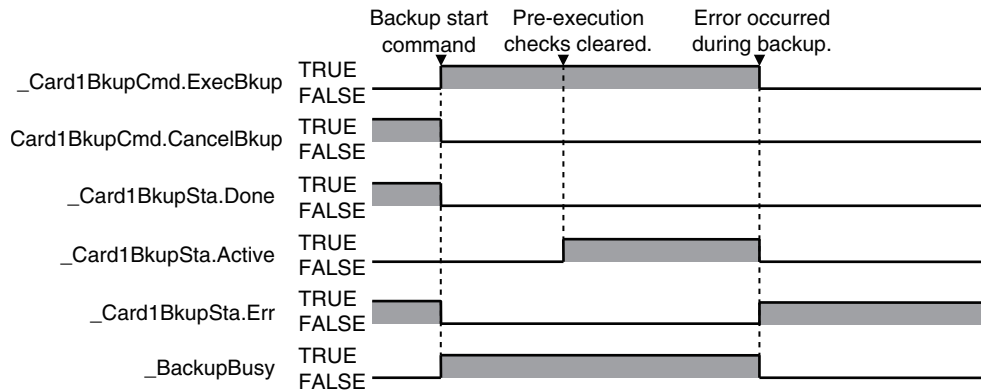 Backup start
command
Pre-execution
checks cleared.
Error occurred
during backup.
_Card1BkupCmd.ExecBkup
TRUE
FALSE
Card1BkupCmd.CancelBkup
TRUE
FALSE
_Card1BkupSta.Done
TRUE
FALSE
_Card1BkupSta.Active
TRUE
FALSE
_Card1BkupSta.Err
TRUE
FALSE
_BackupBusy
TRUE
FALSE